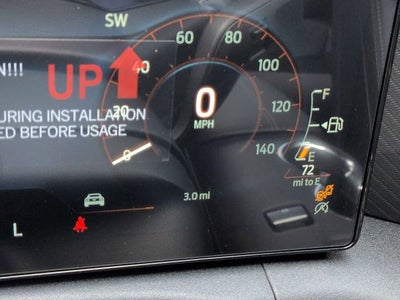 SW
N!!!
UP
URING INSTALLATION
ED BEFORE USAGE
0
20
40
60
80
100
120
140
0
MPH
F
E
72
mi to E
3.0 mi
L